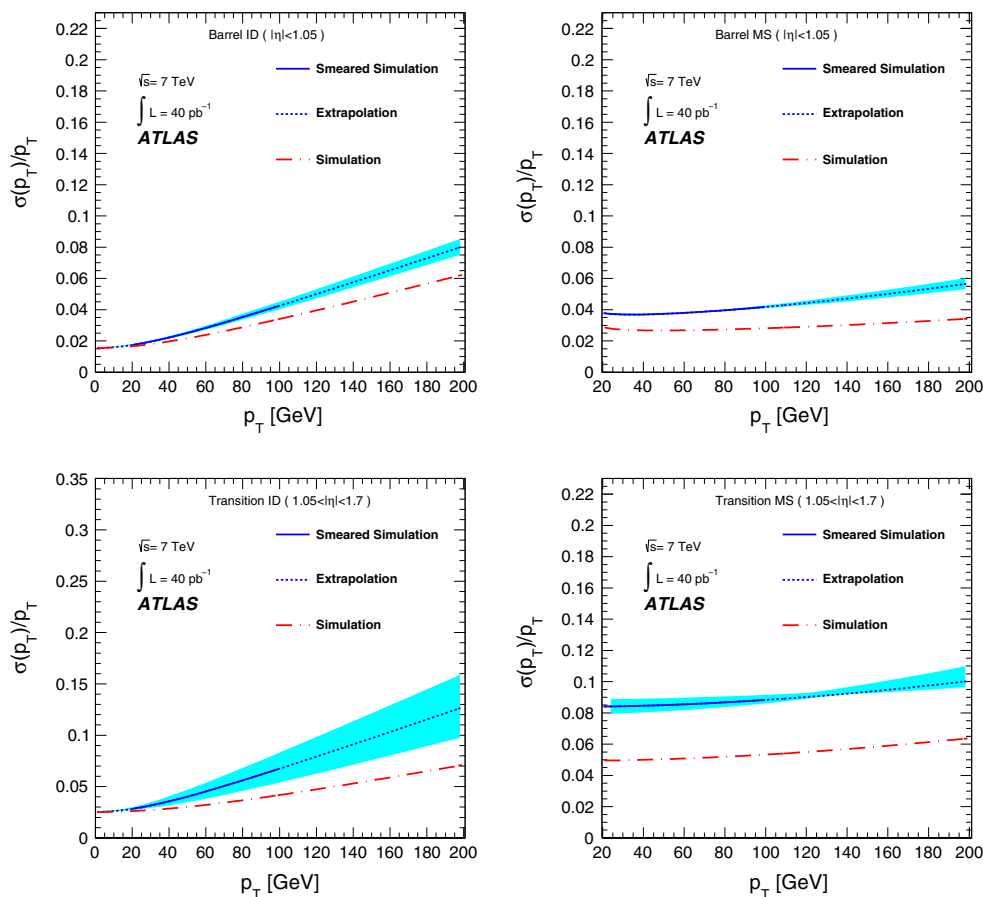 Barrel ID ( |η|<1.05)
√s= 7 TeV
∫ L = 40 pb⁻¹
ATLAS
Smeared Simulation
Extrapolation
Simulation
σ(p_T)/p_T
0.22
0.2
0.18
0.16
0.14
0.12
0.1
0.08
0.06
0.04
0.02
0
0 20 40 60 80 100 120 140 160 180 200
p_T [GeV]
Barrel MS ( |η|<1.05)
√s= 7 TeV
∫ L = 40 pb⁻¹
ATLAS
Smeared Simulation
Extrapolation
Simulation
σ(p_T)/p_T
0.22
0.2
0.18
0.16
0.14
0.12
0.1
0.08
0.06
0.04
0.02
0
20 40 60 80 100 120 140 160 180 200
p_T [GeV]
Transition ID ( 1.05<|η|<1.7 )
√s= 7 TeV
∫ L = 40 pb⁻¹
ATLAS
Smeared Simulation
Extrapolation
Simulation
σ(p_T)/p_T
0.35
0.3
0.25
0.2
0.15
0.1
0.05
0
0 20 40 60 80 100 120 140 160 180 200
p_T [GeV]
Transition MS ( 1.05<|η|<1.7 )
√s= 7 TeV
∫ L = 40 pb⁻¹
ATLAS
Smeared Simulation
Extrapolation
Simulation
σ(p_T)/p_T
0.22
0.2
0.18
0.16
0.14
0.12
0.1
0.08
0.06
0.04
0.02
0
20 40 60 80 100 120 140 160 180 200
p_T [GeV]